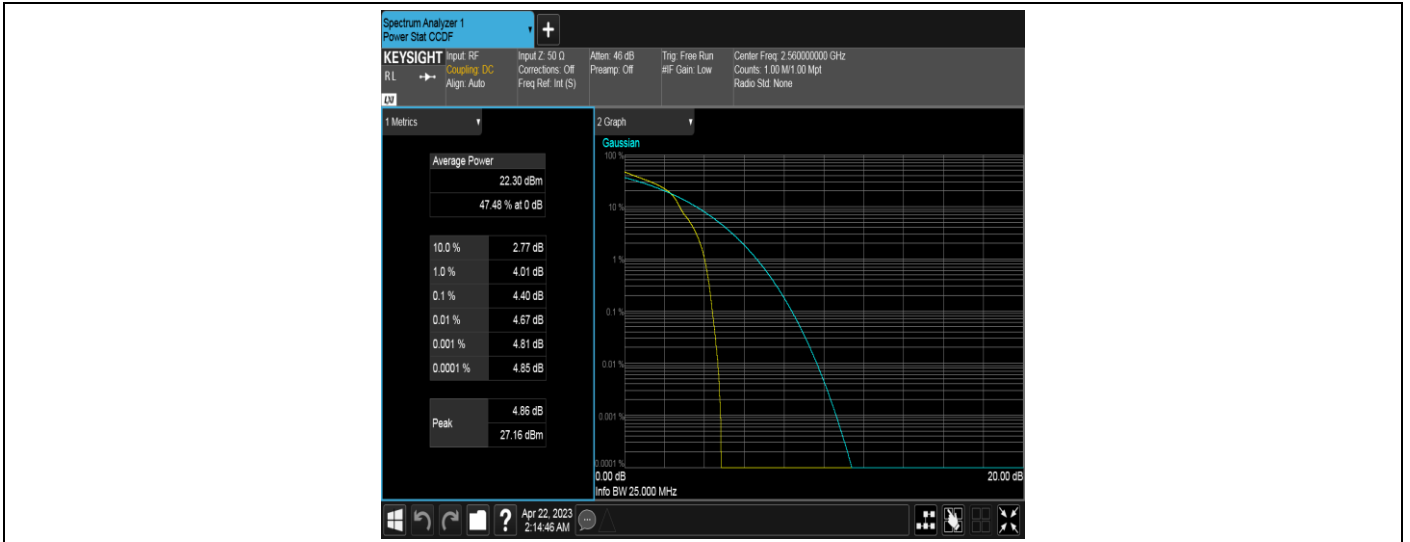 Spectrum Analyzer 1
Power Stat CCDF
+
KEYSIGHT Input: RF
Coupling: DC
Align: Auto
RL
LXI
Input Z: 50 Ω
Corrections: Off
Freq Ref: Int (S)
Atten: 46 dB
Preamp: Off
Trig: Free Run
#IF Gain: Low
Center Freq: 2.560000000 GHz
Counts: 1.00 M/1.00 Mpt
Radio Std: None
1 Metrics
Average Power
22.30 dBm
47.48 % at 0 dB
10.0 % 2.77 dB
1.0 % 4.01 dB
0.1 % 4.40 dB
0.01 % 4.67 dB
0.001 % 4.81 dB
0.0001 % 4.85 dB
Peak 4.86 dB
27.16 dBm
2 Graph
Gaussian
100 %
10 %
1 %
0.1 %
0.01 %
0.001 %
0.0001 %
0.00 dB 20.00 dB
Info BW 25.000 MHz
? Apr 22, 2023
2:14:46 AM